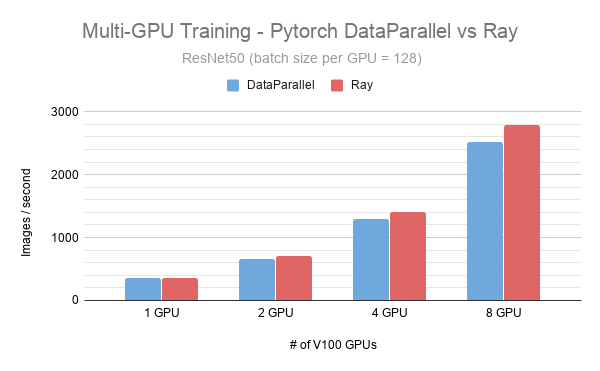 Multi-GPU Training - Pytorch DataParallel vs Ray
ResNet50 (batch size per GPU = 128)
DataParallel Ray
3000
2000
1000
0
Images / second
1 GPU 2 GPU 4 GPU 8 GPU
# of V100 GPUs